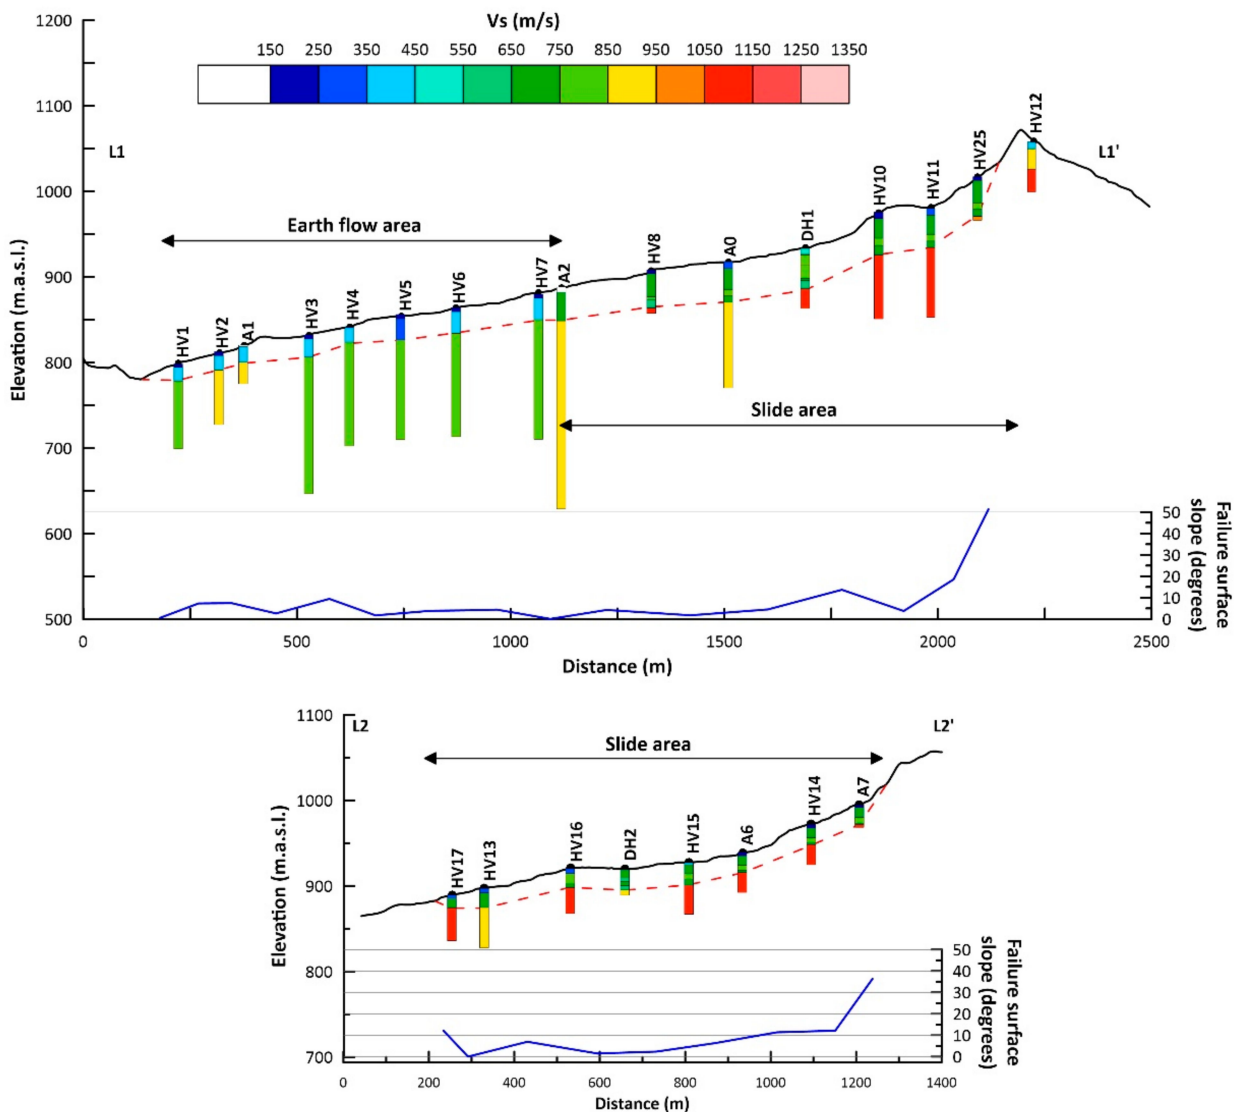 Vs (m/s)
150 250 350 450 550 650 750 850 950 1050 1150 1250 1350
1200
1100
1000
900
800
700
600
500
Elevation (m.a.s.l.)
L1
L1'
Earth flow area
Slide area
HV1
HV2
A1
HV3
HV4
HV5
HV6
HV7
A2
HV8
A0
DH1
HV10
HV11
HV25
HV12
50
40
30
20
10
0
Failure surface
slope (degrees)
0 500 1000 1500 2000 2500
Distance (m)
1100
1000
900
800
700
Elevation (m.a.s.l.)
L2
L2'
Slide area
HV17
HV13
HV16
DH2
HV15
A6
HV14
A7
50
40
30
20
10
0
Failure surface
slope (degrees)
0 200 400 600 800 1000 1200 1400
Distance (m)